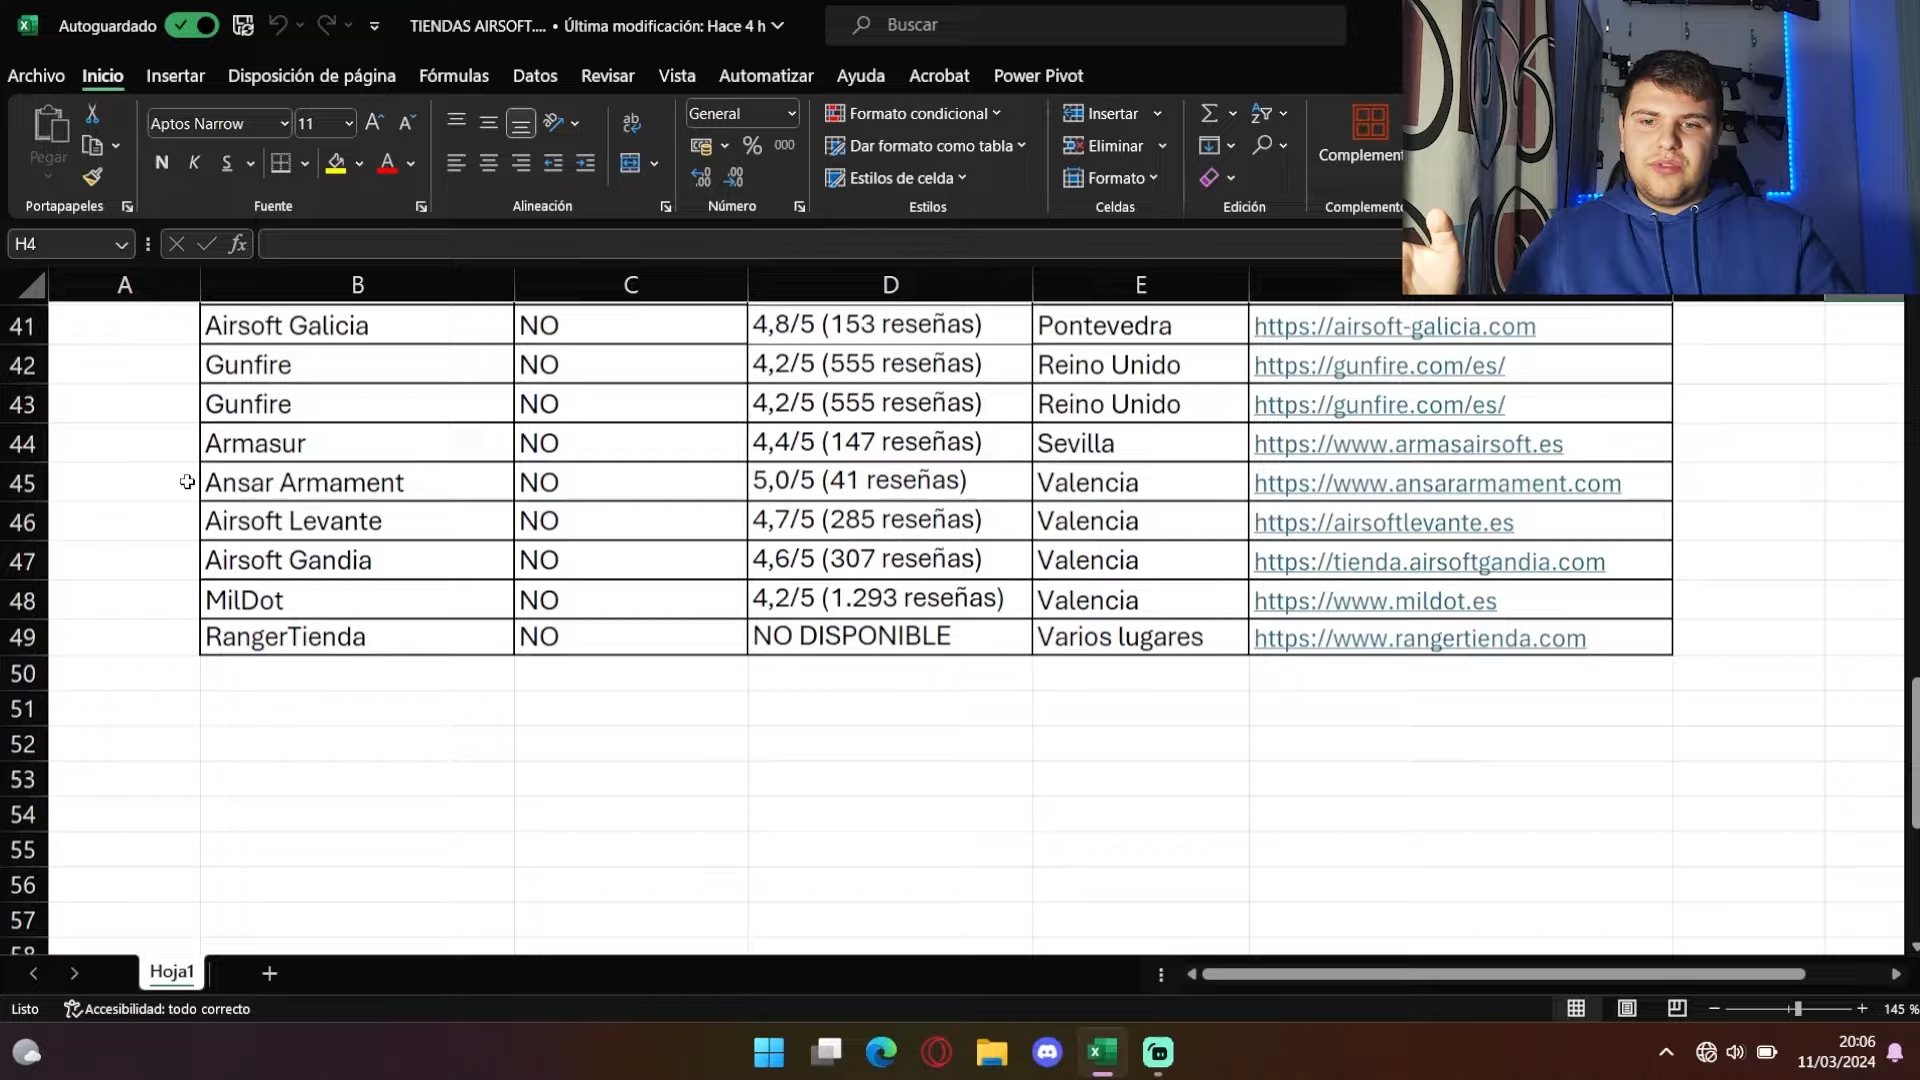 Autoguardado TIENDAS AIRSOFT.... • Última modificación: Hace 4 h Buscar
Archivo Inicio Insertar Disposición de página Fórmulas Datos Revisar Vista Automatizar Ayuda Acrobat Power Pivot
Pegar Aptos Narrow 11 General Formato condicional Insertar
N K S % 000 Dar formato como tabla Eliminar Complement
Estilos de celda Formato
Portapapeles Fuente Alineación Número Estilos Celdas Edición Complemento
H4 fx
A B C D E
41 Airsoft Galicia NO 4,8/5 (153 reseñas) Pontevedra https://airsoft-galicia.com
42 Gunfire NO 4,2/5 (555 reseñas) Reino Unido https://gunfire.com/es/
43 Gunfire NO 4,2/5 (555 reseñas) Reino Unido https://gunfire.com/es/
44 Armasur NO 4,4/5 (147 reseñas) Sevilla https://www.armasairsoft.es
45 Ansar Armament NO 5,0/5 (41 reseñas) Valencia https://www.ansararmament.com
46 Airsoft Levante NO 4,7/5 (285 reseñas) Valencia https://airsoftlevante.es
47 Airsoft Gandia NO 4,6/5 (307 reseñas) Valencia https://tienda.airsoftgandia.com
48 MilDot NO 4,2/5 (1.293 reseñas) Valencia https://www.mildot.es
49 RangerTienda NO NO DISPONIBLE Varios lugares https://www.rangertienda.com
50
51
52
53
54
55
56
57
58
Hoja1
Listo Accesibilidad: todo correcto 145 %
20:06
11/03/2024